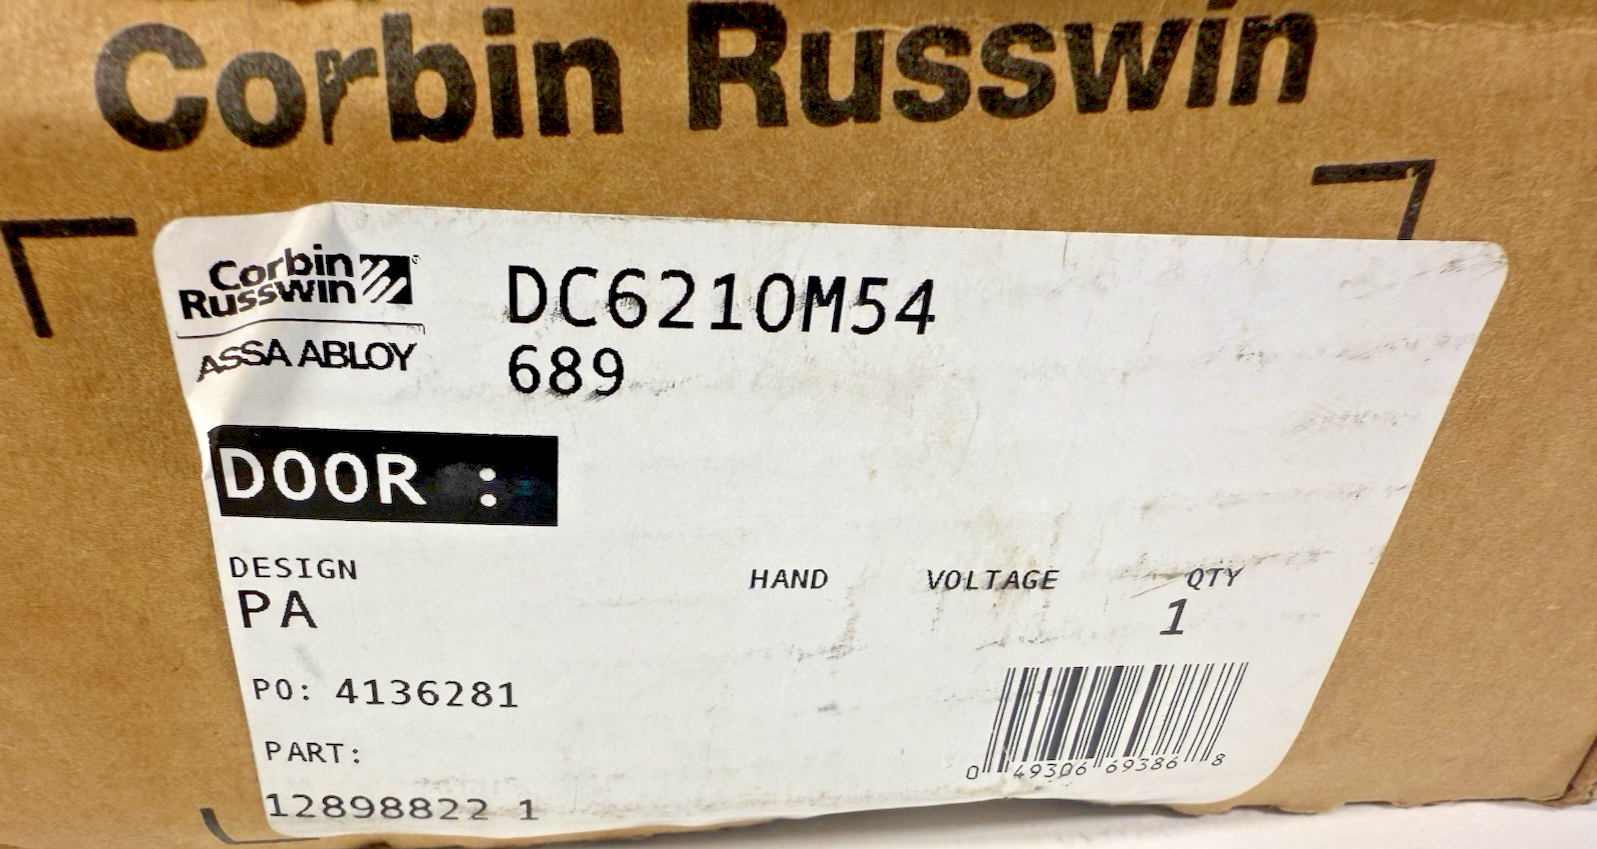 Corbin Russwin
Corbin
Russwin
ASSA ABLOY
DC6210M54
689
DOOR :
DESIGN HAND VOLTAGE QTY
PA 1
PO: 4136281
PART:
12898822 1
0 49306 69386 8